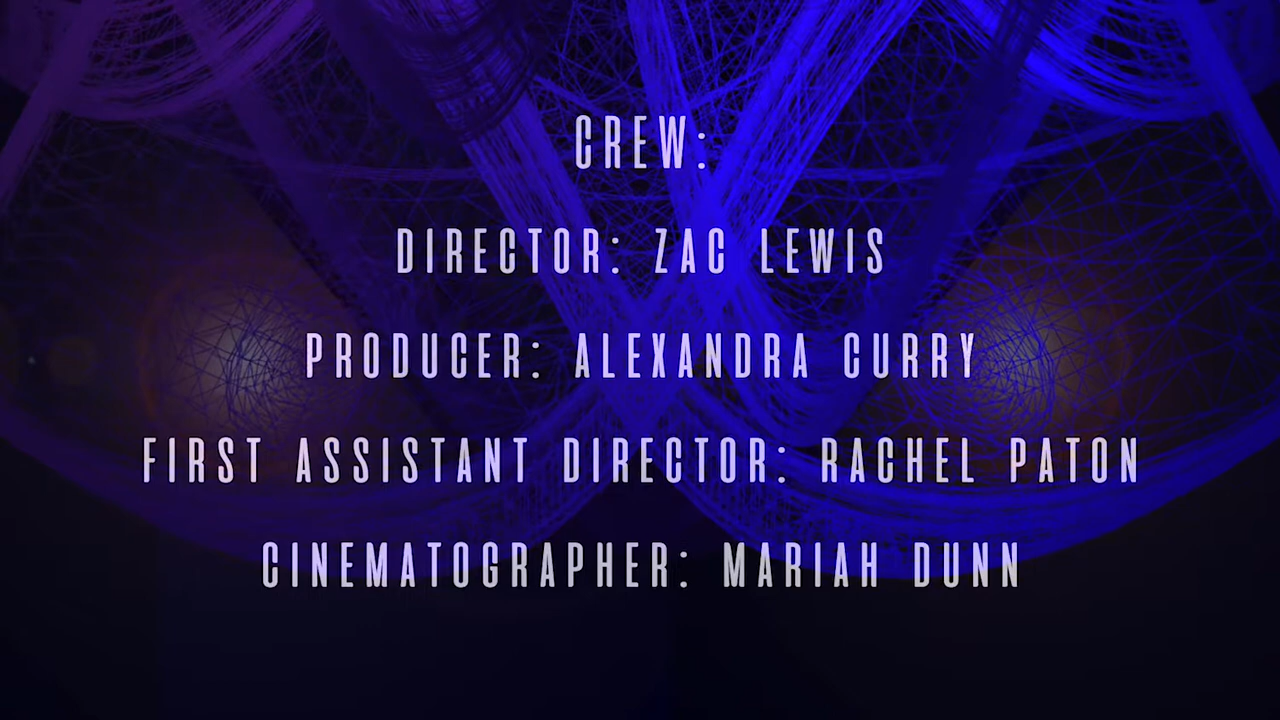 CREW:
DIRECTOR: ZAC LEWIS
PRODUCER: ALEXANDRA CURRY
FIRST ASSISTANT DIRECTOR: RACHEL PATON
CINEMATOGRAPHER: MARIAH DUNN